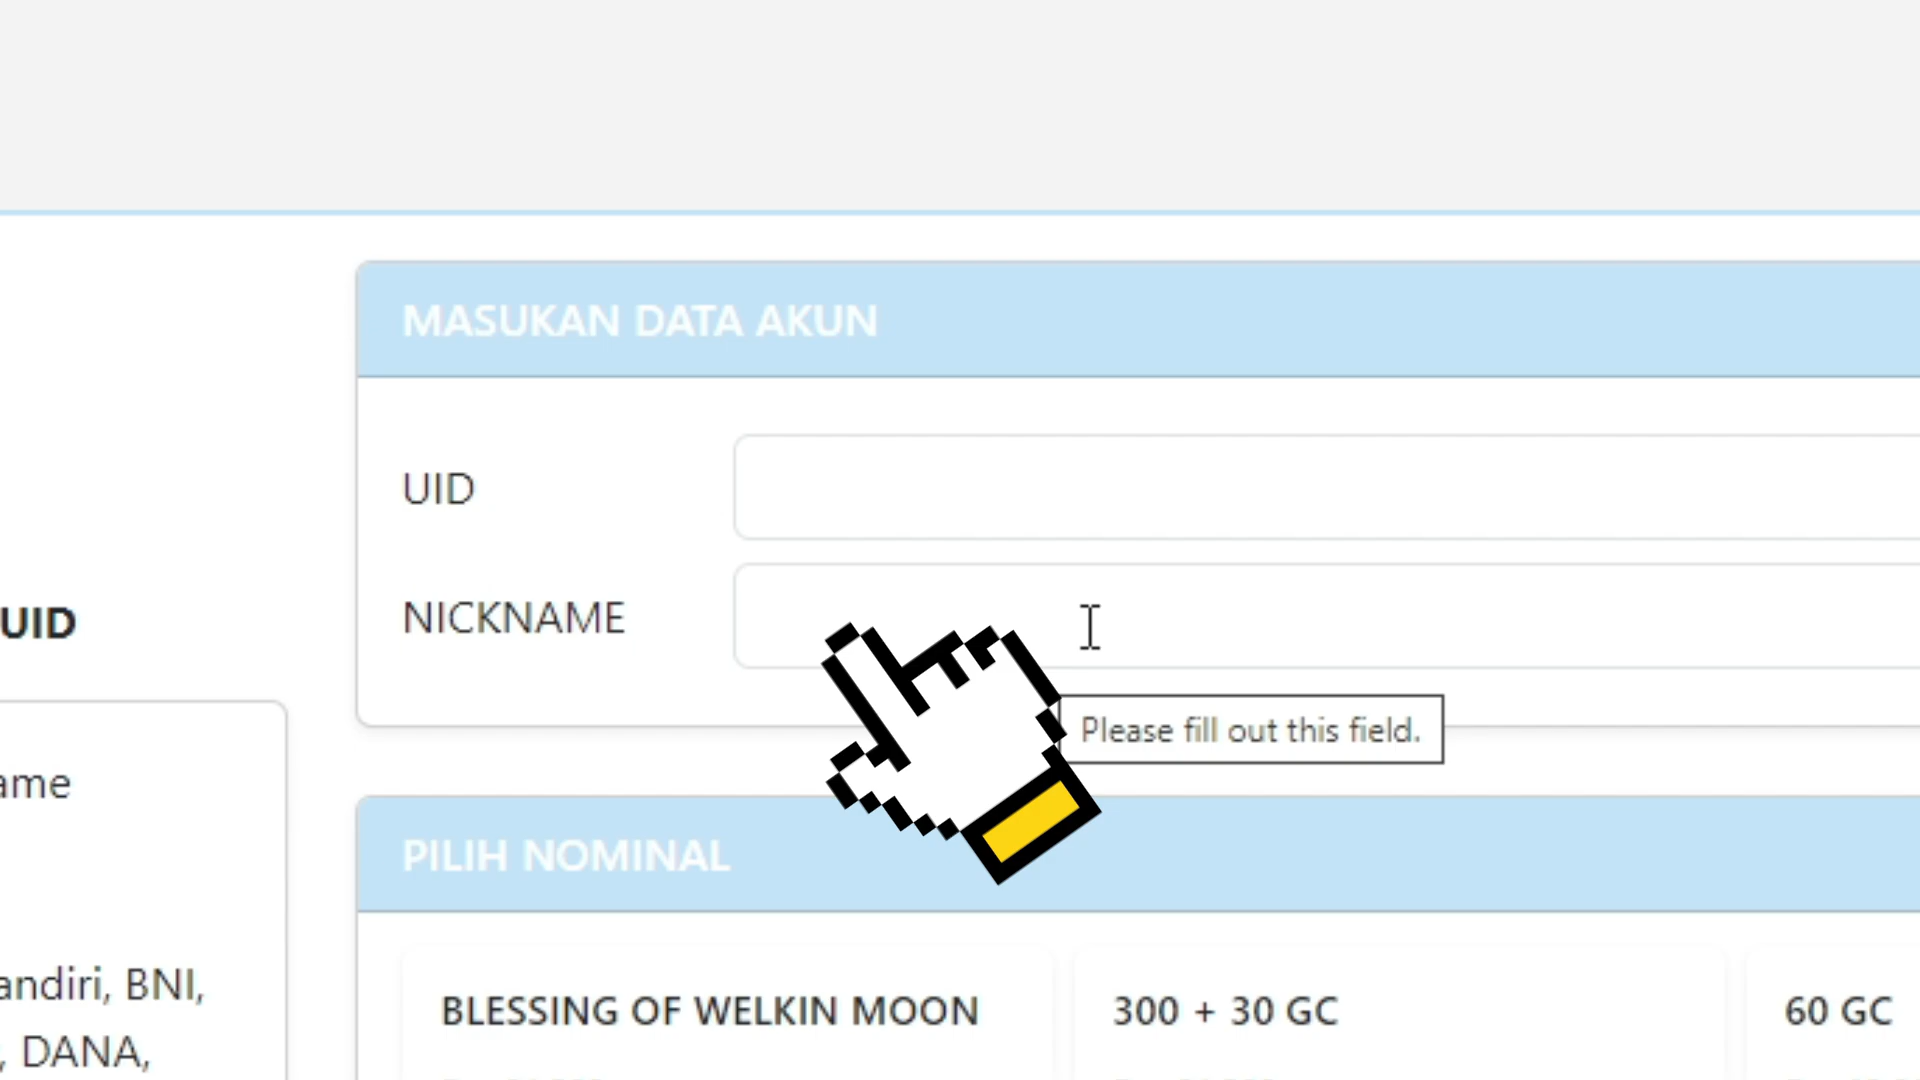 MASUKAN DATA AKUN
UID
NICKNAME
Please fill out this field.
UID
ame
andiri, BNI,
, DANA,
PILIH NOMINAL
BLESSING OF WELKIN MOON
300 + 30 GC
60 GC